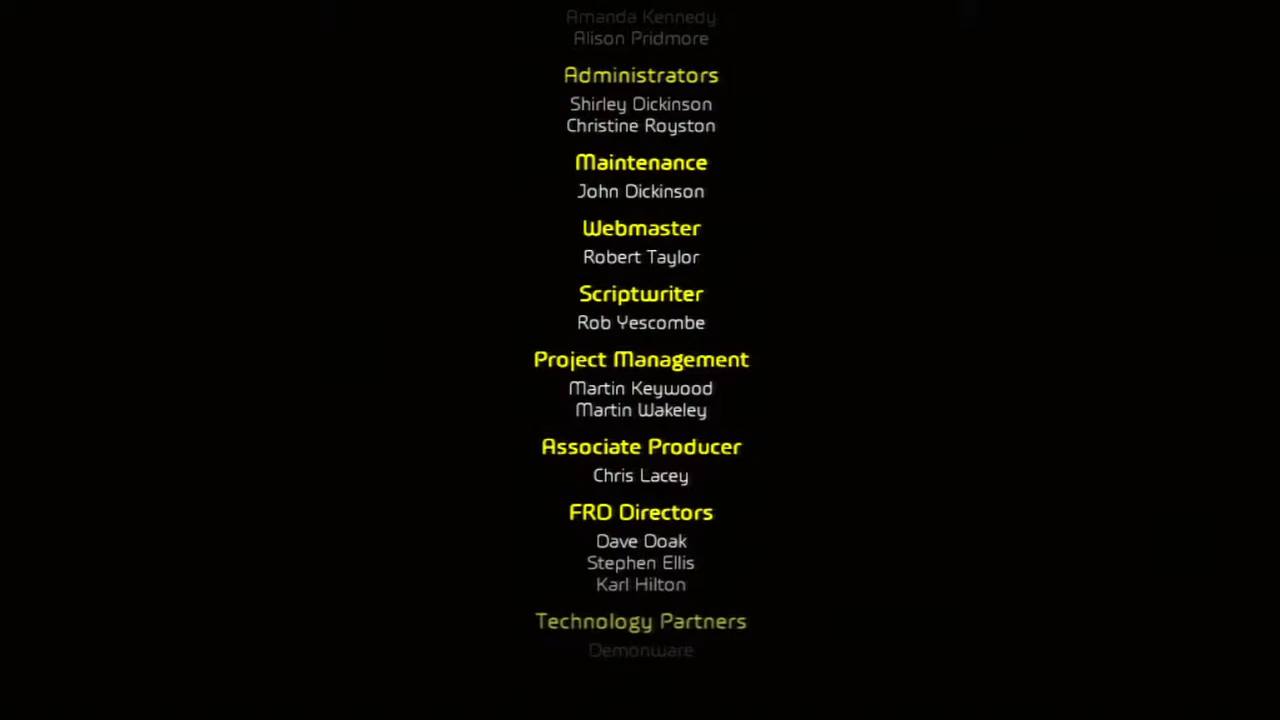 Amanda Kennedy
Alison Pridmore
Administrators
Shirley Dickinson
Christine Royston
Maintenance
John Dickinson
Webmaster
Robert Taylor
Scriptwriter
Rob Yescombe
Project Management
Martin Keywood
Martin Wakeley
Associate Producer
Chris Lacey
FRD Directors
Dave Doak
Stephen Ellis
Karl Hilton
Technology Partners
Demonware